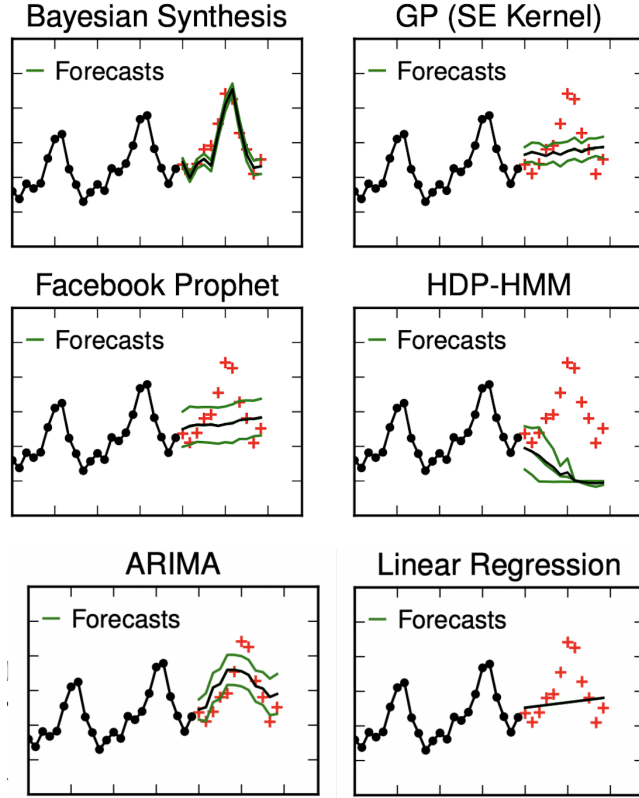 Bayesian Synthesis
Forecasts
GP (SE Kernel)
Forecasts
Facebook Prophet
Forecasts
HDP-HMM
Forecasts
ARIMA
Forecasts
Linear Regression
Forecasts